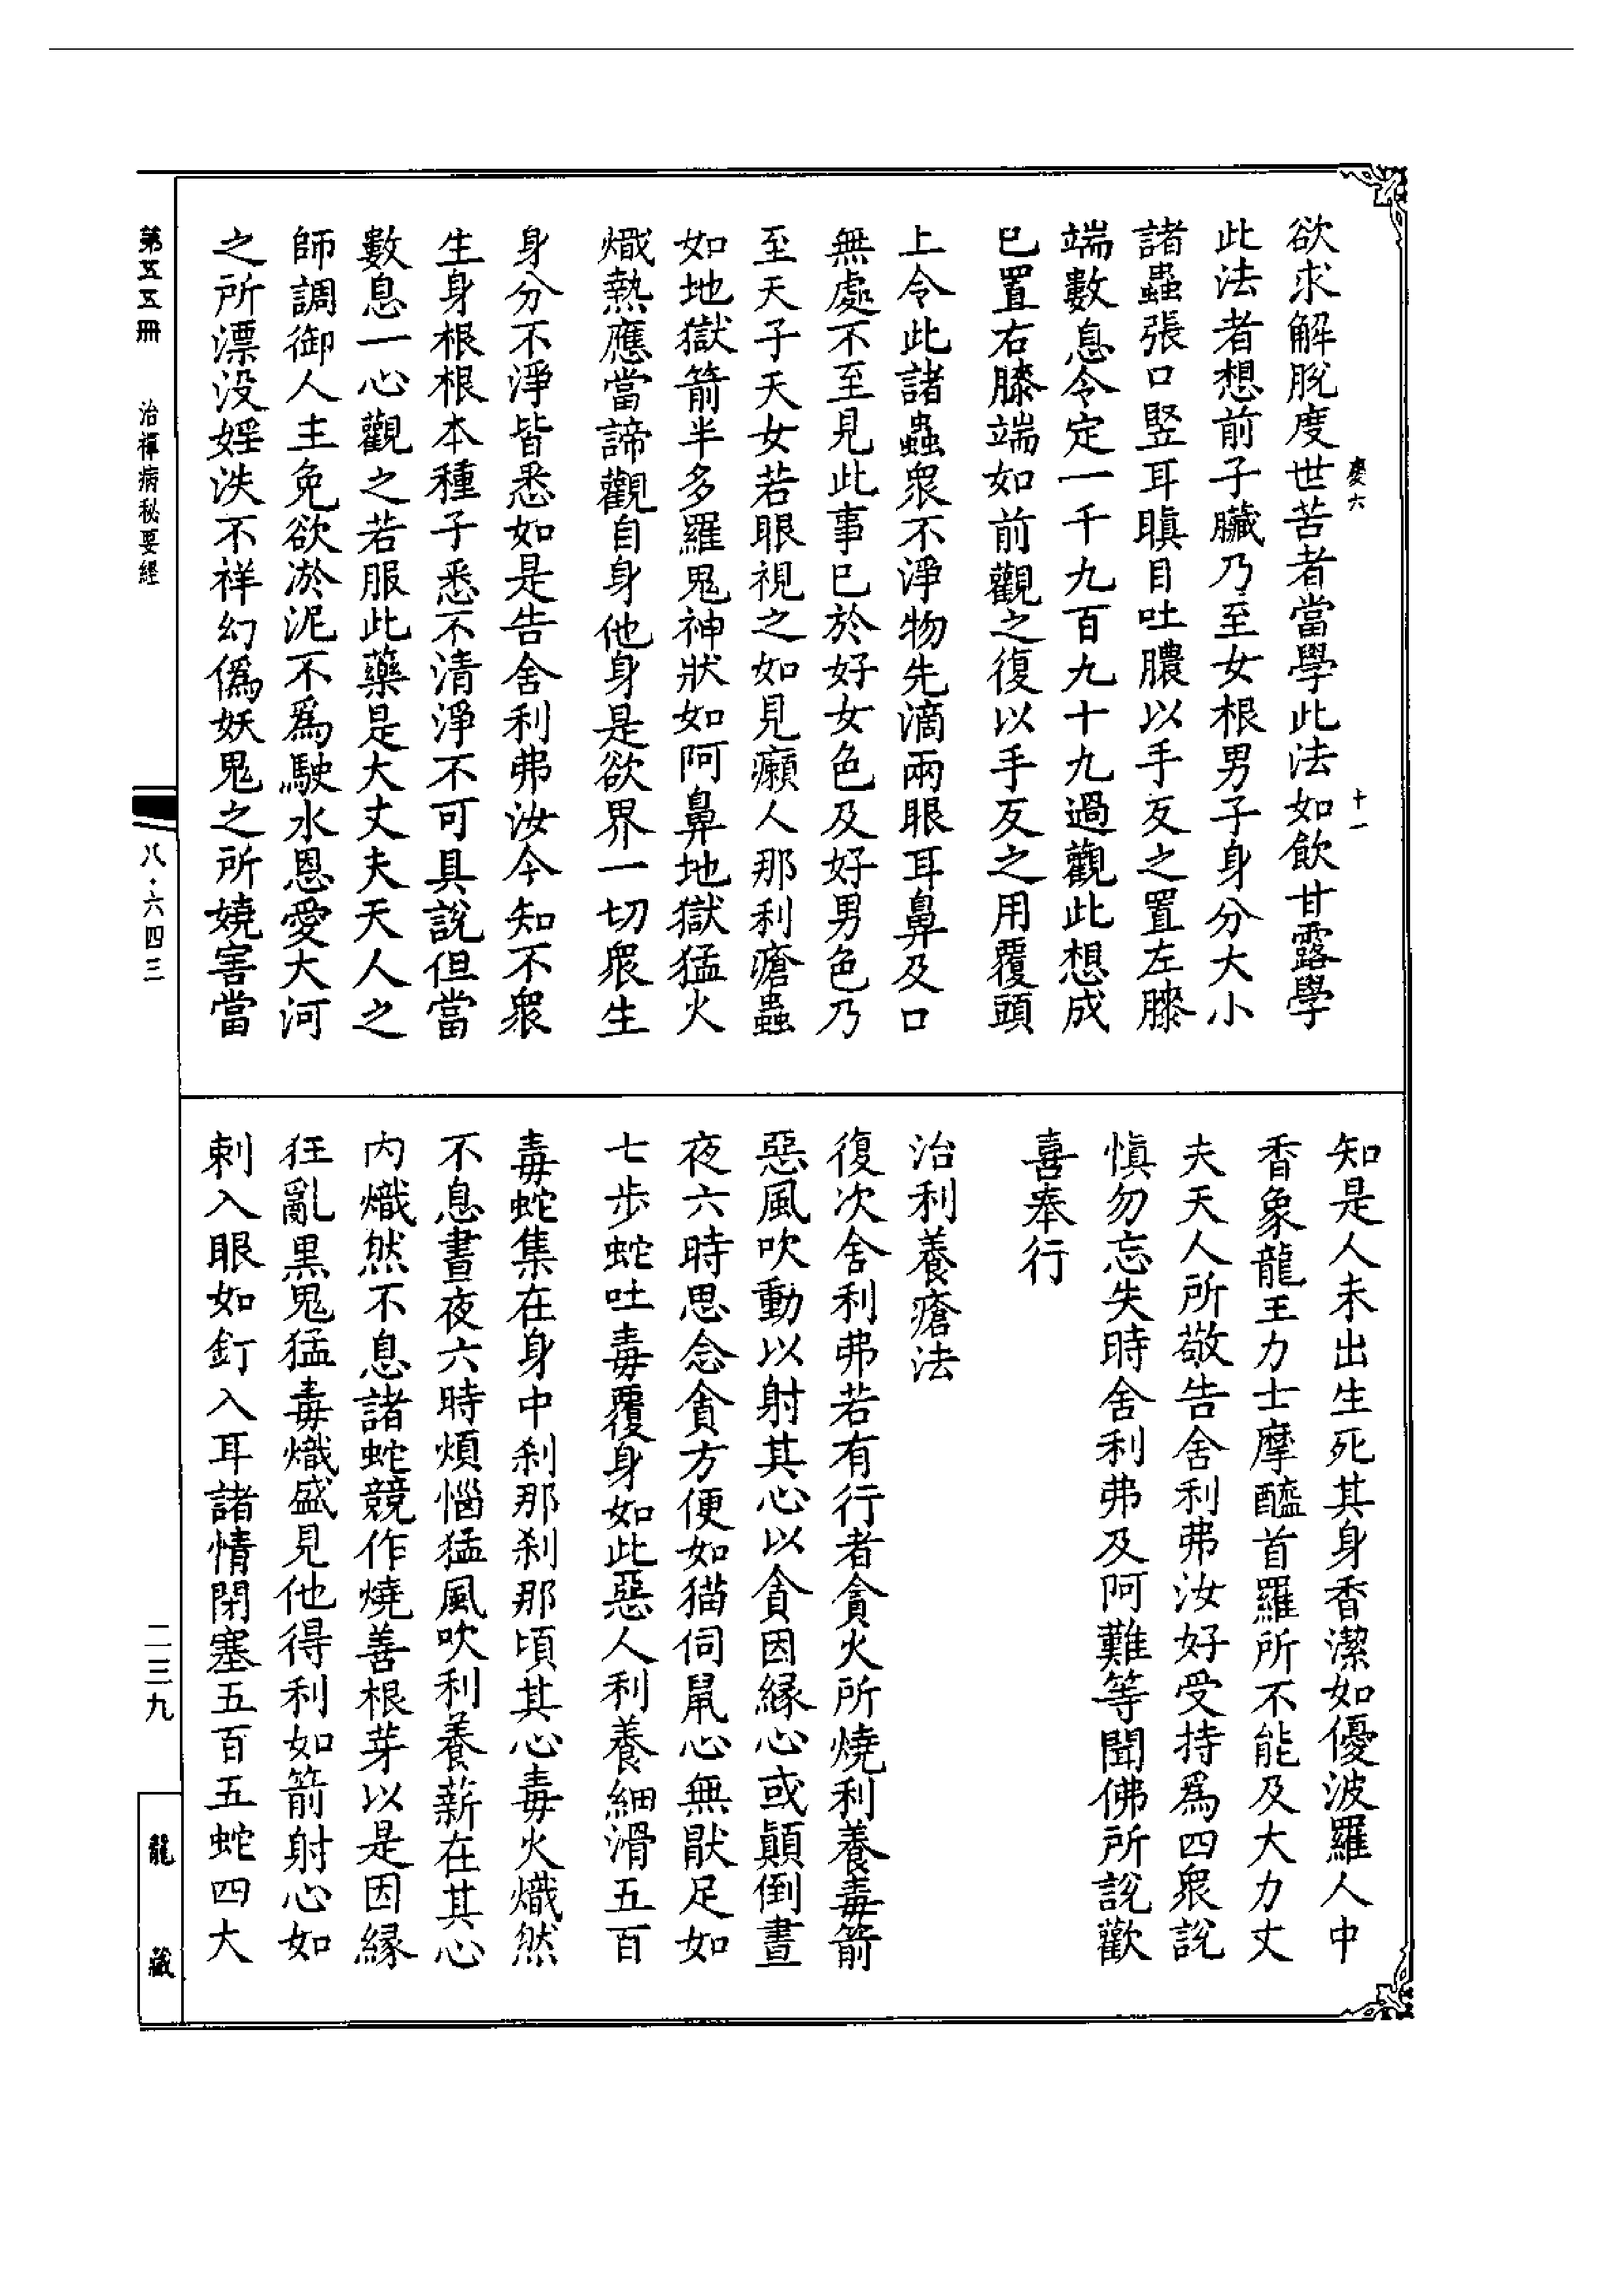 慶六
十一
欲求解脫度世苦者當學此法如飲甘露學
此法者想前子臟乃至女根男子身分大小
諸蟲張口竪耳瞋目吐膿以手反之置左膝
端數息令定一千九百九十九過觀此想成
已置右膝端如前觀之復以手反之用覆頭
上令此諸蟲眾不淨物先滴兩眼耳鼻及口
無處不至見此事已於好女色及好男色乃
至天子天女若眼視之如見癩人那利瘡蟲
如地獄箭半多羅鬼神狀如阿鼻地獄猛火
熾熱應當諦觀自身他身是欲界一切眾生
身分不淨皆悉如是告舍利弗汝今知不眾
生身根根本種子悉不清淨不可具說但當
數息一心觀之若服此藥是大丈夫天人之
師調御人主免欲淤泥不爲駛水恩愛大河
之所漂没婬泆不祥幻僞妖鬼之所嬈害當
知是人未出生死其身香潔如優波羅人中
香象龍王力士摩醯首羅所不能及大力丈
夫天人所敬告舍利弗汝好受持爲四眾說
慎勿忘失時舍利弗及阿難等聞佛所說歡
喜奉行
治利養瘡法
復次舍利弗若有行者貪火所燒利養毒箭
惡風吹動以射其心以貪因緣心或顛倒晝
夜六時思念貪方便如猫伺鼠心無厭足如
七歩蛇吐毒覆身如此惡人利養細滑五百
毒蛇集在身中刹那刹那頃其心毒火熾然
不息晝夜六時煩惱猛風吹利養薪在其心
内熾然不息諸蛇競作燒善根芽以是因緣
狂亂黑鬼猛毒熾盛見他得利如箭射心如
刺入眼如釘入耳諸情閉塞五百五蛇四大
第五五冊
治禪病秘要經
八·六四三
二三九
龍藏